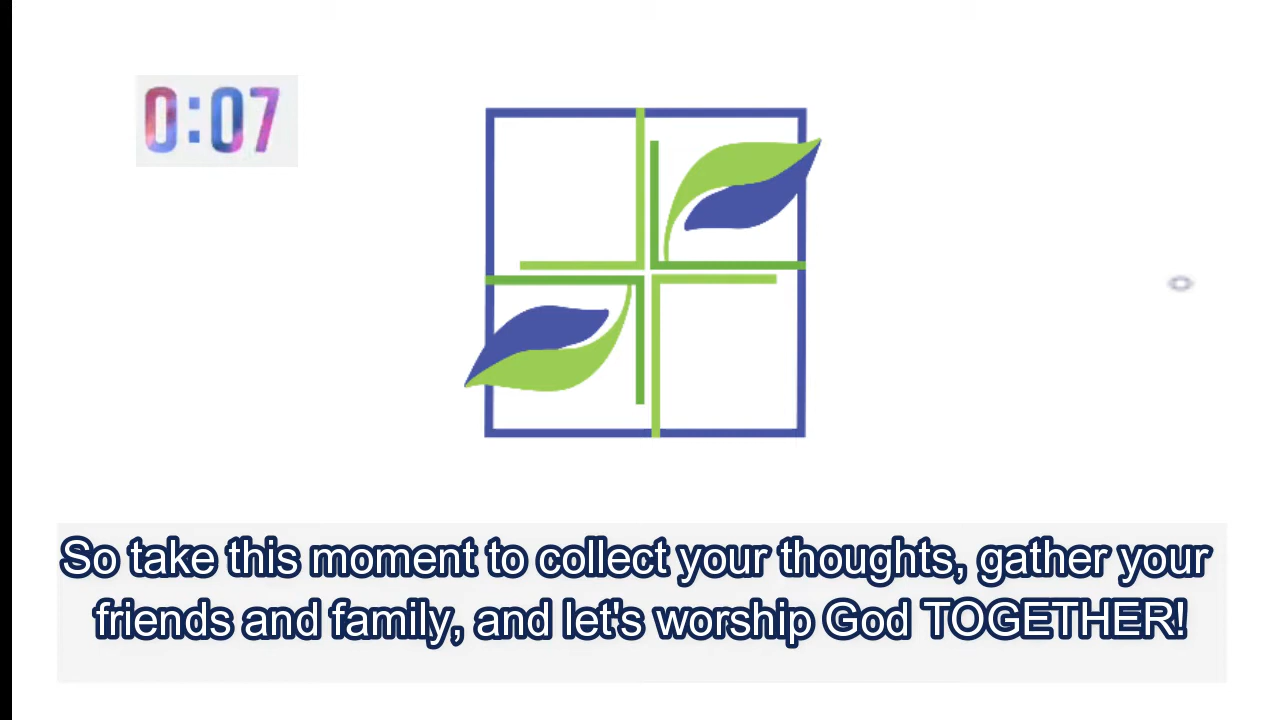 0:07
So take this moment to collect your thoughts, gather your
friends and family, and let's worship God TOGETHER!